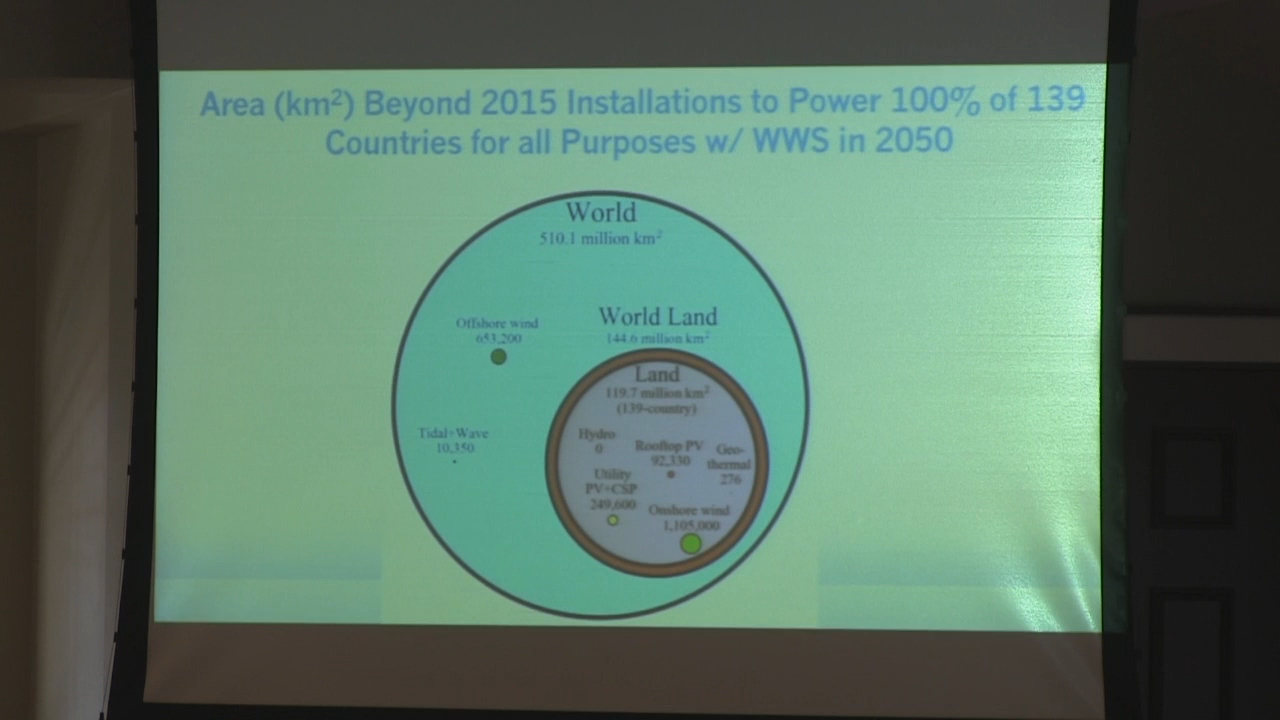 Area (km²) Beyond 2015 Installations to Power 100% of 139
Countries for all Purposes w/ WWS in 2050
World
510.1 million km²
Offshore wind
653,200
World Land
144.6 million km²
Land
119.7 million km²
(139-country)
Tidal+Wave
10,350
Hydro
0
Rooftop PV
92,330
Geo-
thermal
276
Utility
PV+CSP
249,600
Onshore wind
1,105,000